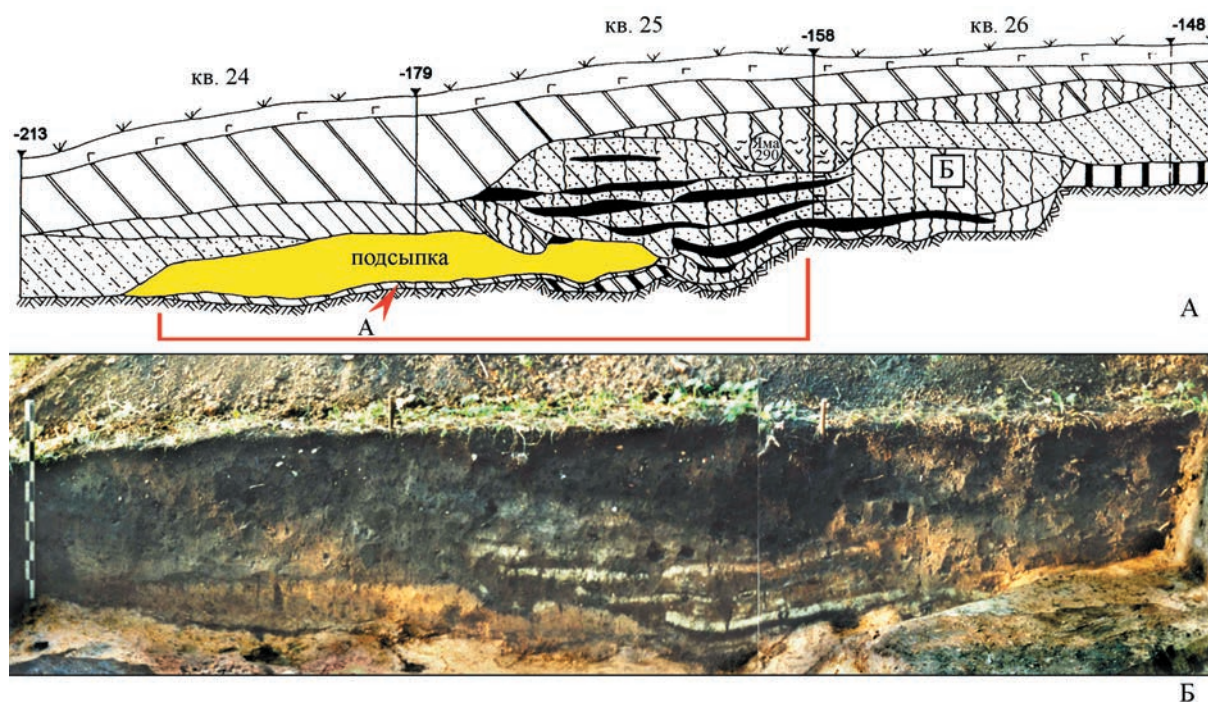 кв. 24
кв. 25
кв. 26
-213
-179
-158
-148
Яма
290
Б
подсыпка
А
А
Б